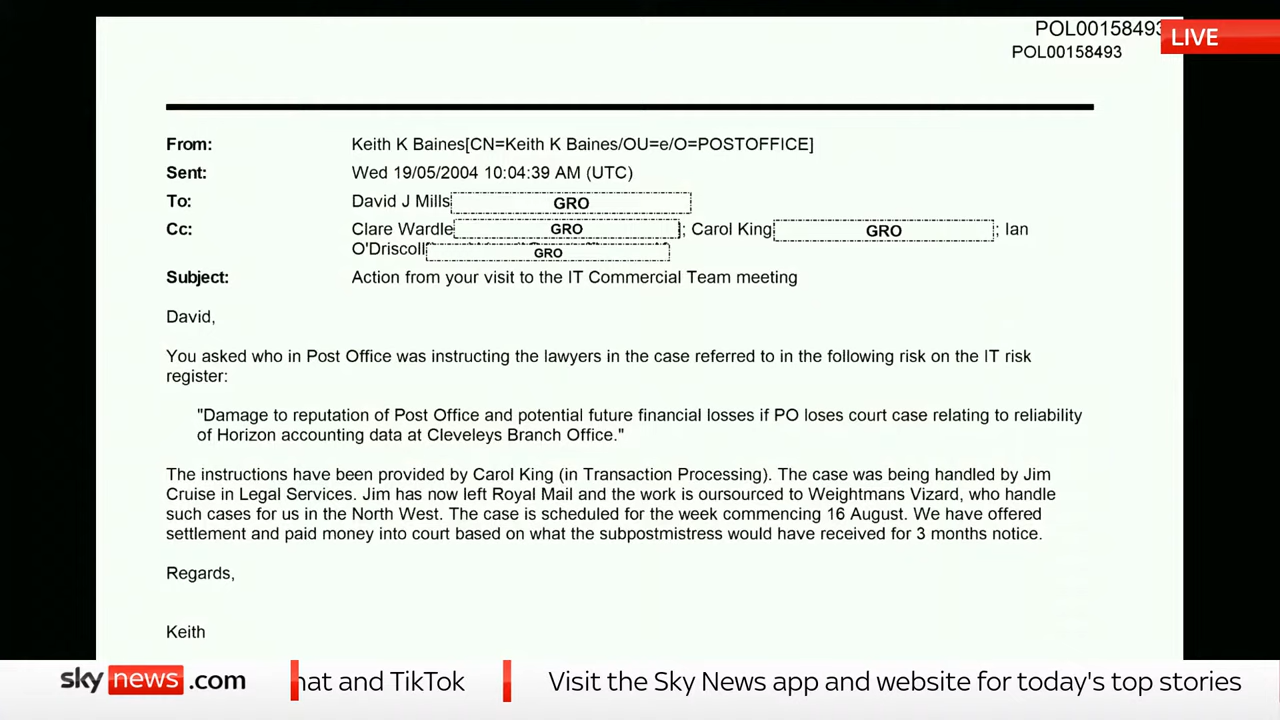 POL00158493
POL00158493
LIVE
From: Keith K Baines[CN=Keith K Baines/OU=e/O=POSTOFFICE]
Sent: Wed 19/05/2004 10:04:39 AM (UTC)
To: David J Mills GRO
Cc: Clare Wardle GRO ; Carol King GRO ; Ian
O'Driscoll GRO
Subject: Action from your visit to the IT Commercial Team meeting
David,
You asked who in Post Office was instructing the lawyers in the case referred to in the following risk on the IT risk
register:
"Damage to reputation of Post Office and potential future financial losses if PO loses court case relating to reliability
of Horizon accounting data at Cleveleys Branch Office."
The instructions have been provided by Carol King (in Transaction Processing). The case was being handled by Jim
Cruise in Legal Services. Jim has now left Royal Mail and the work is oursourced to Weightmans Vizard, who handle
such cases for us in the North West. The case is scheduled for the week commencing 16 August. We have offered
settlement and paid money into court based on what the subpostmistress would have received for 3 months notice.
Regards,
Keith
sky news .com hat and TikTok Visit the Sky News app and website for today's top stories